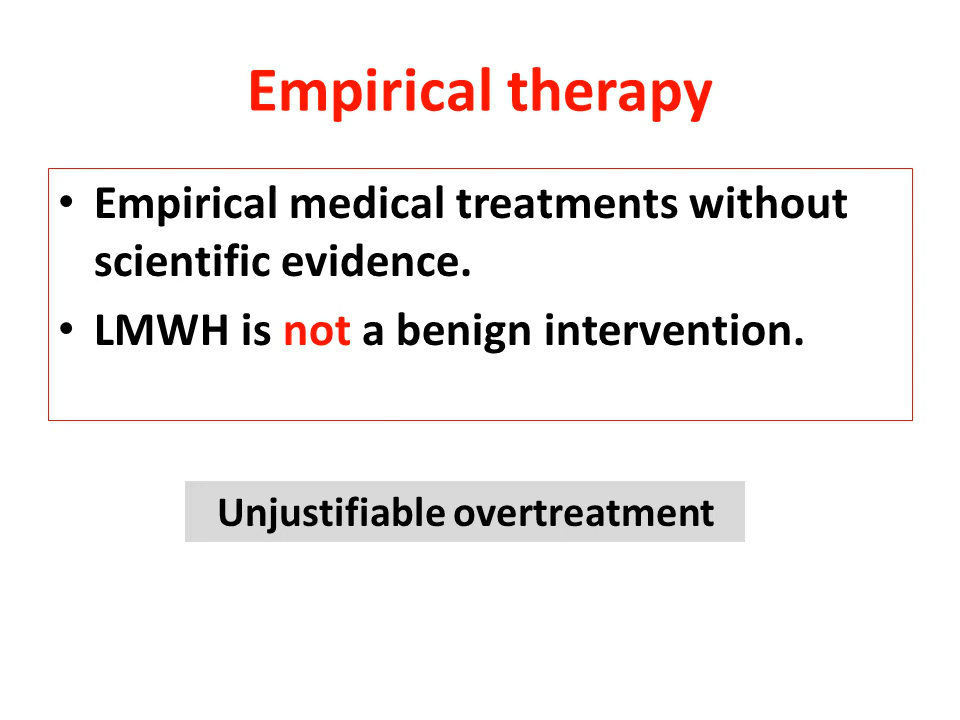 Empirical therapy
• Empirical medical treatments without
scientific evidence.
• LMWH is not a benign intervention.
Unjustifiable overtreatment